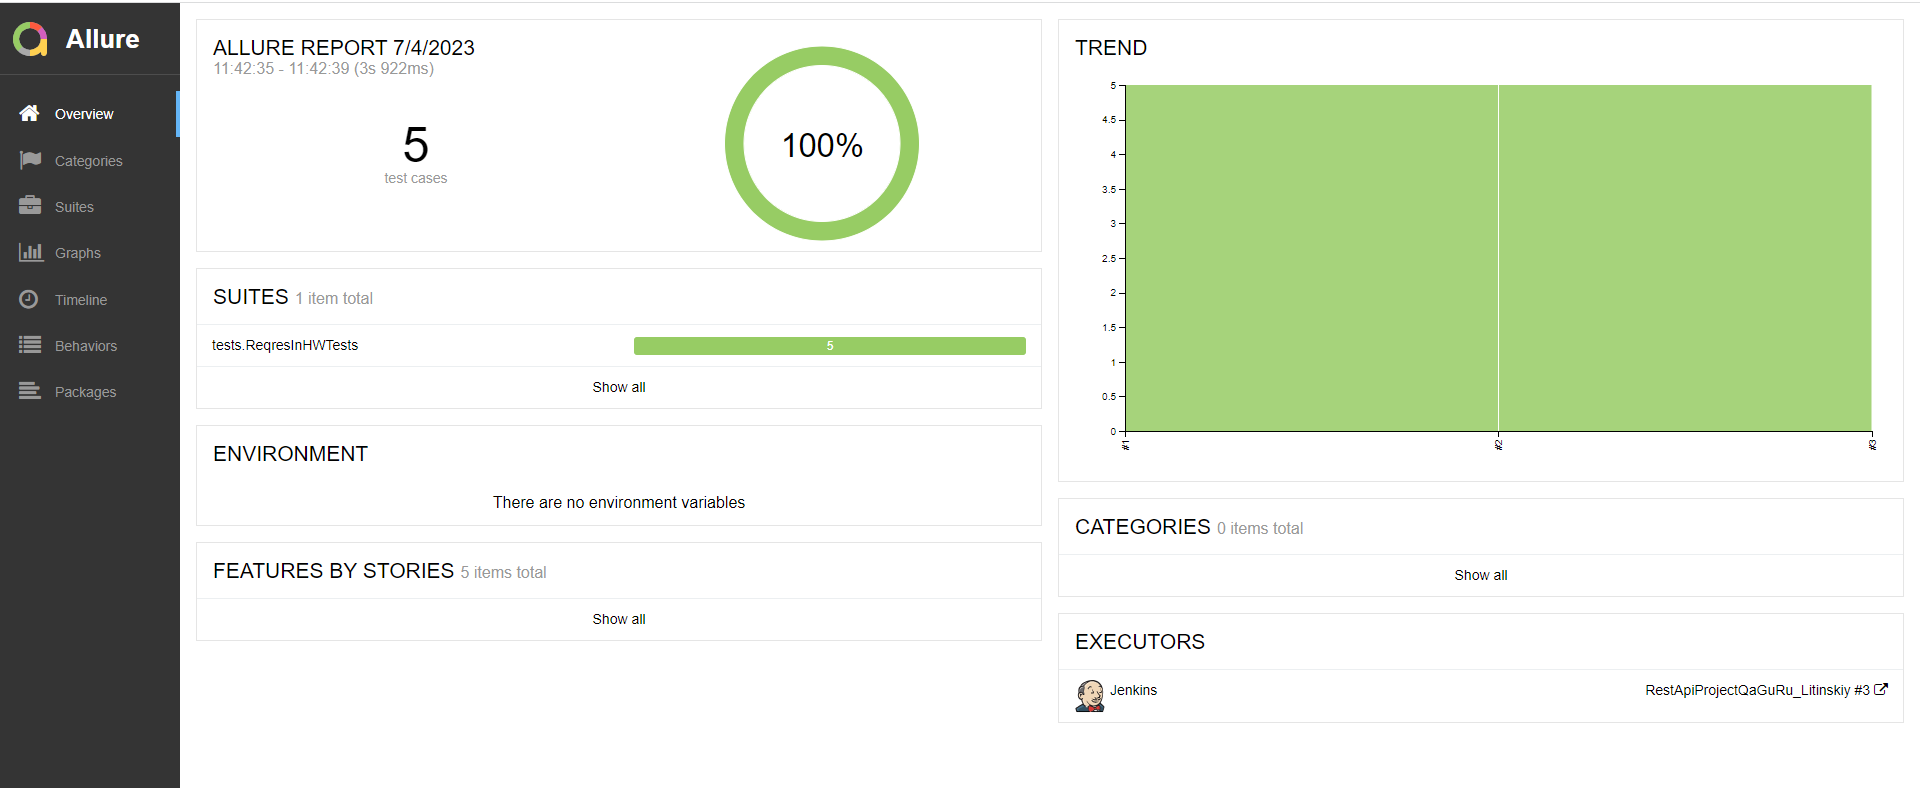 Allure
Overview
Categories
Suites
Graphs
Timeline
Behaviors
Packages
ALLURE REPORT 7/4/2023
11:42:35 - 11:42:39 (3s 922ms)
5
test cases
100%
SUITES 1 item total
tests.ReqresInHWTests 5
Show all
ENVIRONMENT
There are no environment variables
FEATURES BY STORIES 5 items total
Show all
TREND
5
4.5
4
3.5
3
2.5
2
1.5
1
0.5
0
#1 #2 #3
CATEGORIES 0 items total
Show all
EXECUTORS
Jenkins RestApiProjectQaGuRu_Litinskiy #3